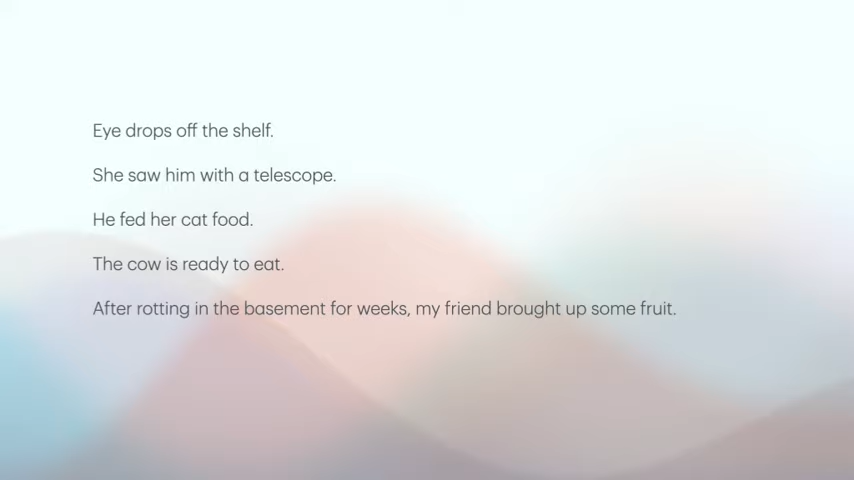 Eye drops off the shelf.
She saw him with a telescope.
He fed her cat food.
The cow is ready to eat.
After rotting in the basement for weeks, my friend brought up some fruit.